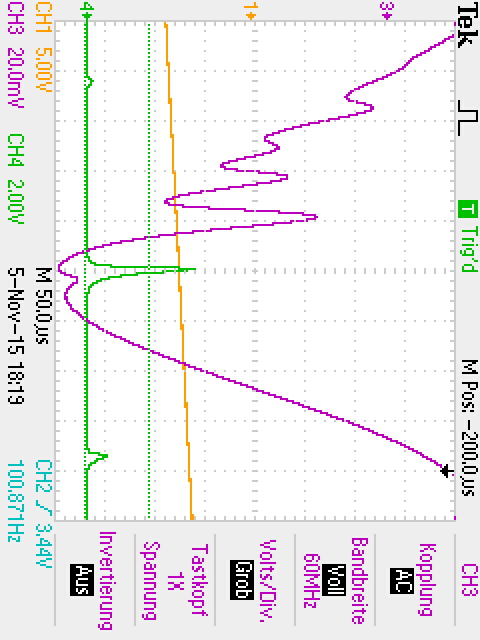 Tek Trig'd M Pos: -200.0µs CH3
Kopplung
AC
3
Bandbreite
Voll
60MHz
Volts/Div.
Grob
1
Tastkopf
1X
Spannung
Invertierung
Aus
4
CH1 5.00V M 50.0µs CH2 3.44V
CH3 20.0mV CH4 2.00V 5-Nov-15 18:19 100.871Hz